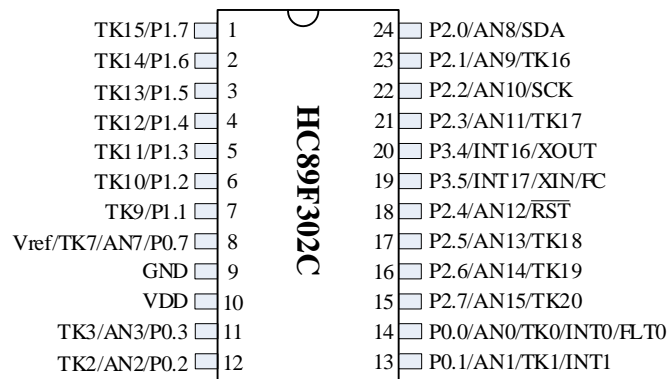 TK15/P1.7 1 24 P2.0/AN8/SDA
TK14/P1.6 2 23 P2.1/AN9/TK16
TK13/P1.5 3 22 P2.2/AN10/SCK
TK12/P1.4 4 21 P2.3/AN11/TK17
TK11/P1.3 5 20 P3.4/INT16/XOUT
TK10/P1.2 6 19 P3.5/INT17/XIN/FC
TK9/P1.1 7 18 P2.4/AN12/R̅S̅T̅
Vref/TK7/AN7/P0.7 8 17 P2.5/AN13/TK18
GND 9 16 P2.6/AN14/TK19
VDD 10 15 P2.7/AN15/TK20
TK3/AN3/P0.3 11 14 P0.0/AN0/TK0/INT0/FLT0
TK2/AN2/P0.2 12 13 P0.1/AN1/TK1/INT1
HC89F302C